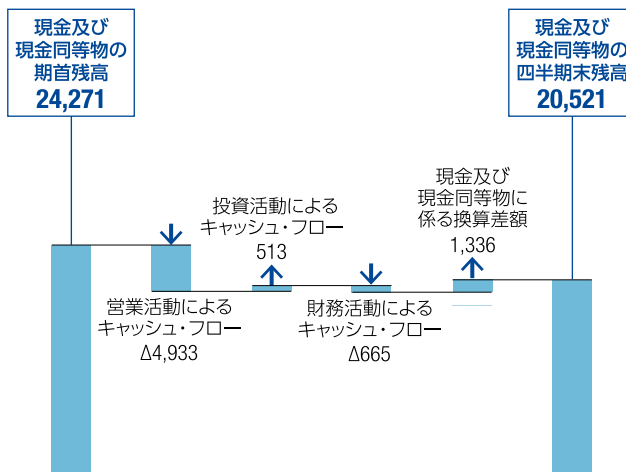 現金及び
現金同等物の
期首残高
24,271
現金及び
現金同等物の
四半期末残高
20,521
投資活動による
キャッシュ・フロー
513
現金及び
現金同等物に
係る換算差額
1,336
営業活動による
キャッシュ・フロー
Δ4,933
財務活動による
キャッシュ・フロー
Δ665